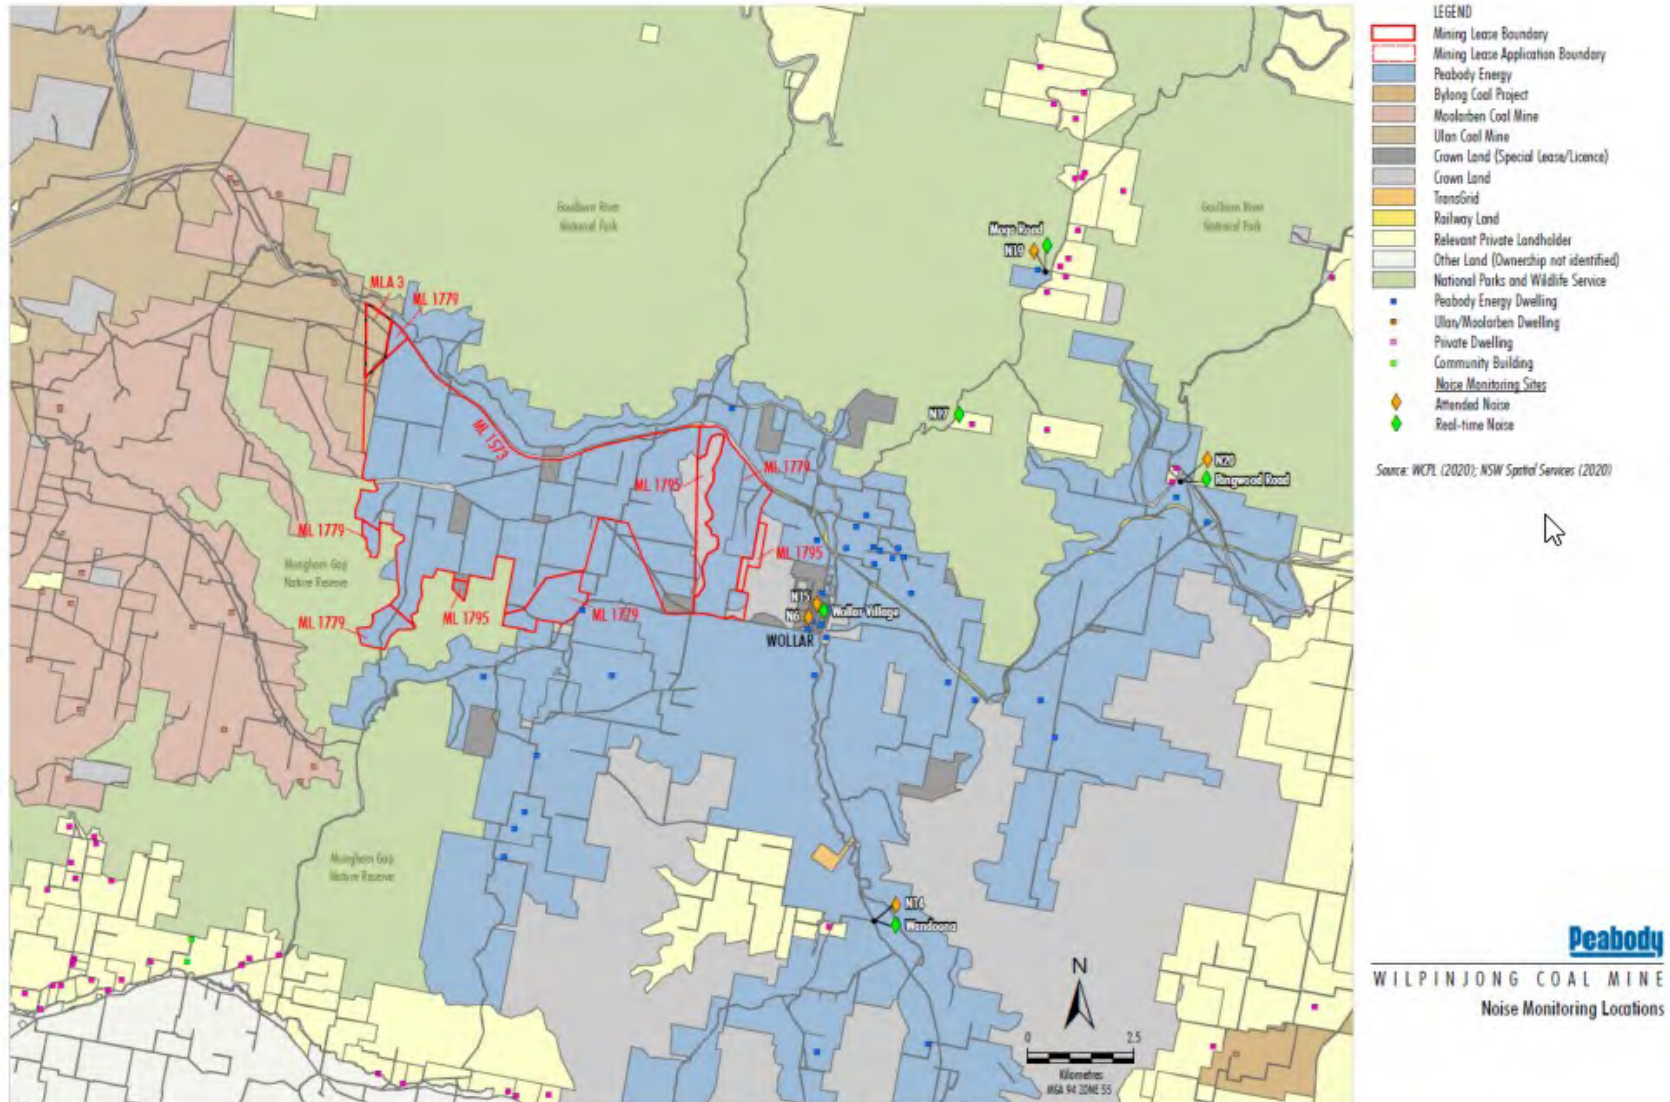 LEGEND
Mining Lease Boundary
Mining Lease Application Boundary
Peabody Energy
Bylong Coal Project
Moolarben Coal Mine
Ulan Coal Mine
Crown Land (Special Lease/Licence)
Crown Land
TransGrid
Railway Land
Relevant Private Landholder
Other Land (Ownership not identified)
National Parks and Wildlife Service
Peabody Energy Dwelling
Ulan/Moolarben Dwelling
Private Dwelling
Community Building
Noise Monitoring Sites
Attended Noise
Real-time Noise
Source: WCPL (2020); NSW Spatial Services (2020)
Goulburn River
National Park
Goulburn River
National Park
Mogo Road
N19
MLA 3
ML 1779
N17
ML 1573
ML 1779
ML 1795
N20
Ringwood Road
ML 1779
ML 1795
Munghorn Gap
Nature Reserve
N15
Wollar Village
N6
ML 1779
ML 1795
ML 1779
WOLLAR
Munghorn Gap
Nature Reserve
N14
Wandoona
N
0 2.5
Kilometres
MGA 94 ZONE 55
Peabody
WILPINJONG COAL MINE
Noise Monitoring Locations